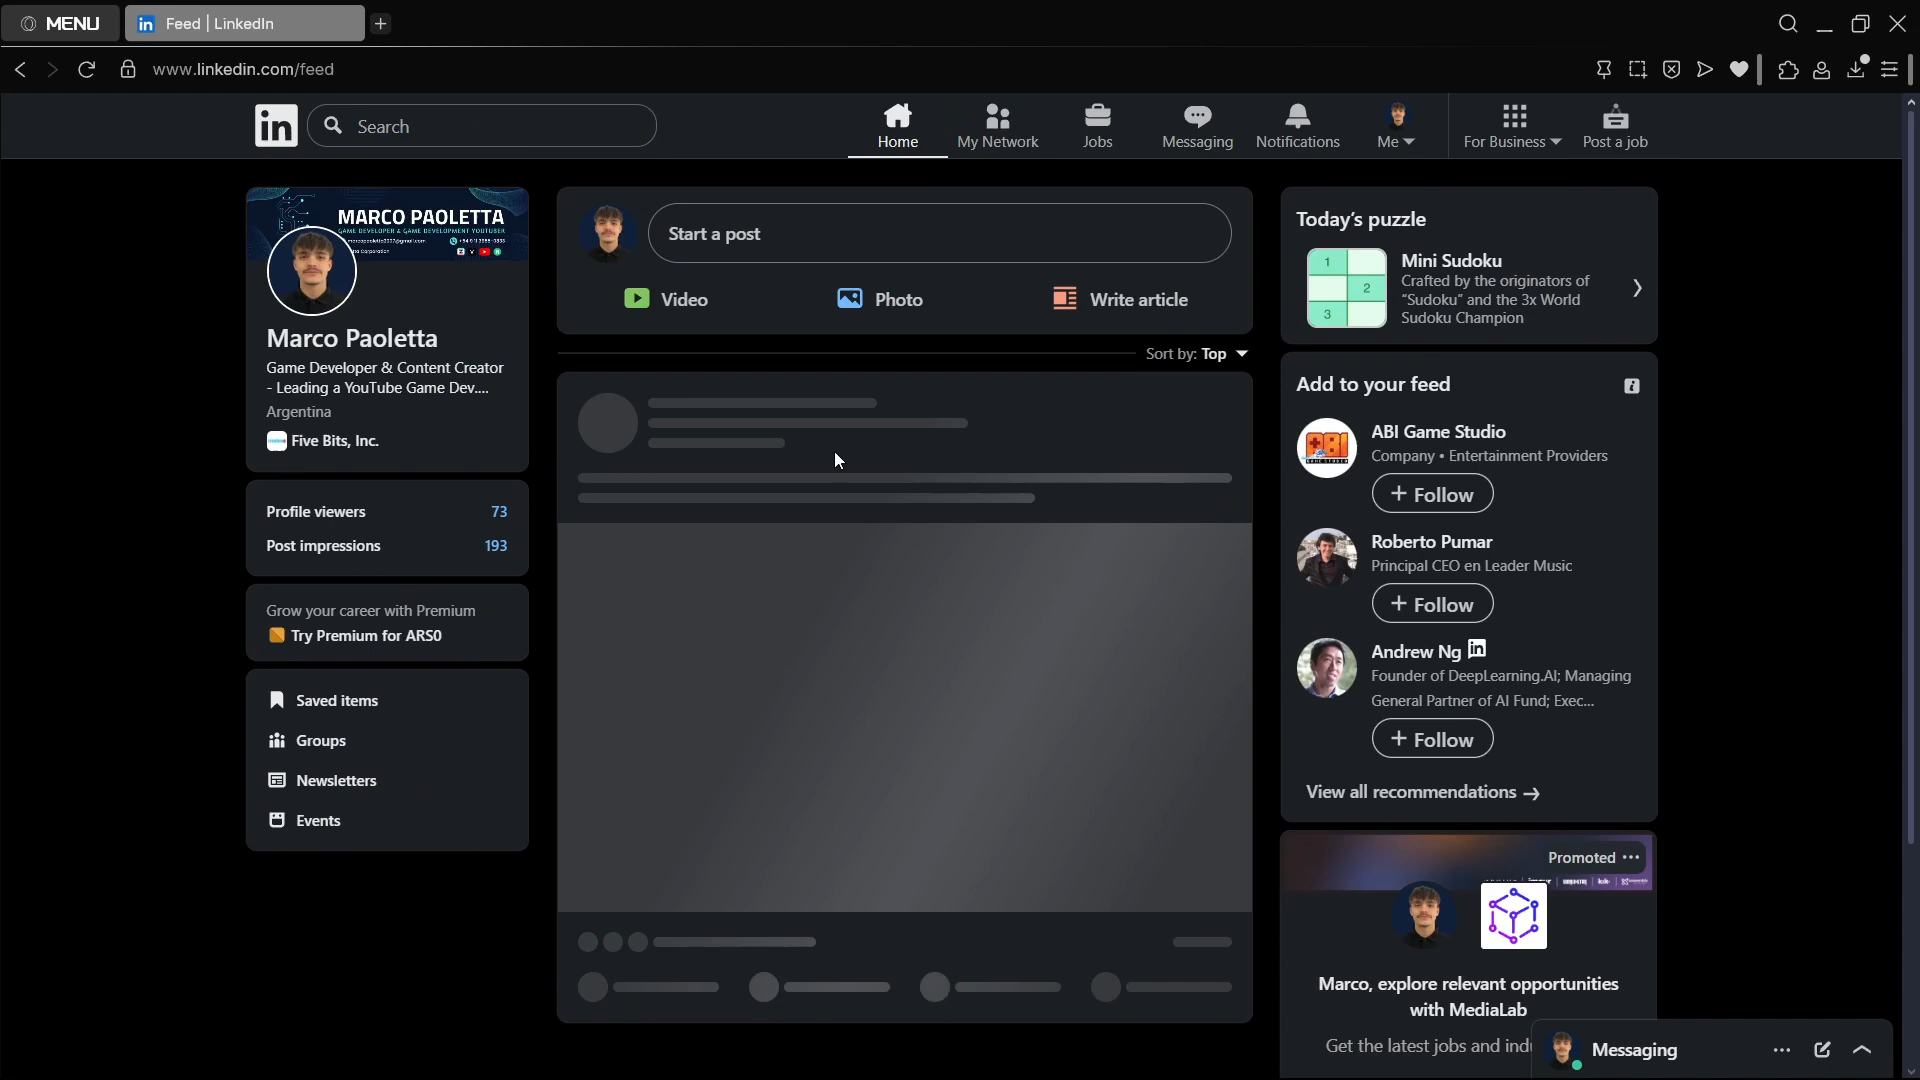 MENU
Feed | LinkedIn
www.linkedin.com/feed
in
Search
Home
My Network
Jobs
Messaging
Notifications
Me
For Business
Post a job
MARCO PAOLETTA
GAME DEVELOPER & GAME DEVELOPMENT YOUTUBER
Marco Paoletta
Game Developer & Content Creator
- Leading a YouTube Game Dev....
Argentina
Five Bits, Inc.
Profile viewers 73
Post impressions 193
Grow your career with Premium
Try Premium for ARS0
Saved items
Groups
Newsletters
Events
Start a post
Video
Photo
Write article
Sort by: Top
Today's puzzle
1
2
3
Mini Sudoku
Crafted by the originators of
"Sudoku" and the 3x World
Sudoku Champion
Add to your feed
ABI
ABI Game Studio
Company • Entertainment Providers
+ Follow
Roberto Pumar
Principal CEO en Leader Music
+ Follow
Andrew Ng in
Founder of DeepLearning.AI; Managing
General Partner of AI Fund; Exec...
+ Follow
View all recommendations →
Promoted
Marco, explore relevant opportunities
with MediaLab
Get the latest jobs and
Messaging